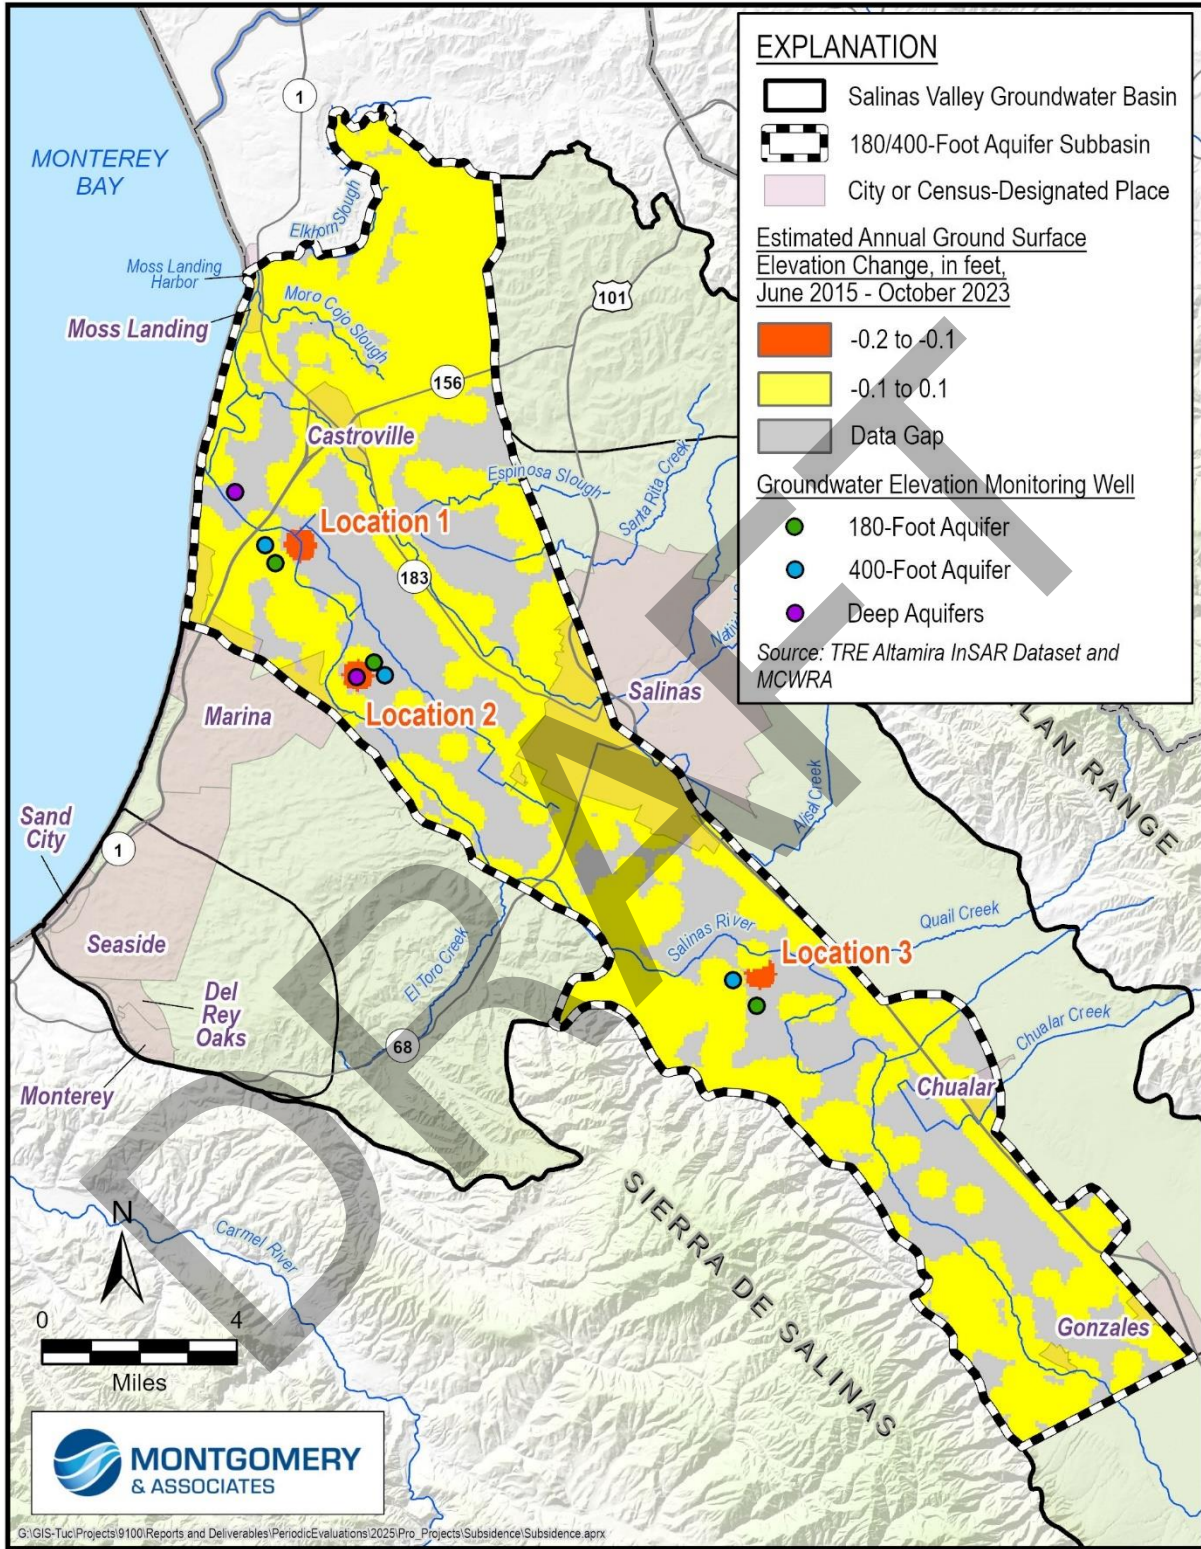 EXPLANATION
Salinas Valley Groundwater Basin
180/400-Foot Aquifer Subbasin
City or Census-Designated Place
Estimated Annual Ground Surface
Elevation Change, in feet,
June 2015 - October 2023
-0.2 to -0.1
-0.1 to 0.1
Data Gap
Groundwater Elevation Monitoring Well
180-Foot Aquifer
400-Foot Aquifer
Deep Aquifers
Source: TRE Altamira InSAR Dataset and
MCWRA
1
MONTEREY
BAY
Elkhorn Slough
Moss Landing
Harbor
Moss Landing
Moro Cojo Slough
101
156
Castroville
Espinosa Slough
Santa Rita Creek
Location 1
183
Salinas
Marina
Location 2
Alisal Creek
LAN RANGE
Sand
City
1
Seaside
Del
Rey
Oaks
Monterey
El Toro Creek
68
Salinas River
Location 3
Quail Creek
Chualar Creek
Chualar
SIERRA DE SALINAS
Gonzales
Carmel River
N
0 4
Miles
DRAFT
MONTGOMERY
& ASSOCIATES
G:\GIS-Tuc\Projects\9100\Reports and Deliverables\PeriodicEvaluations\2025\Pro_Projects\Subsidence\Subsidence.aprx